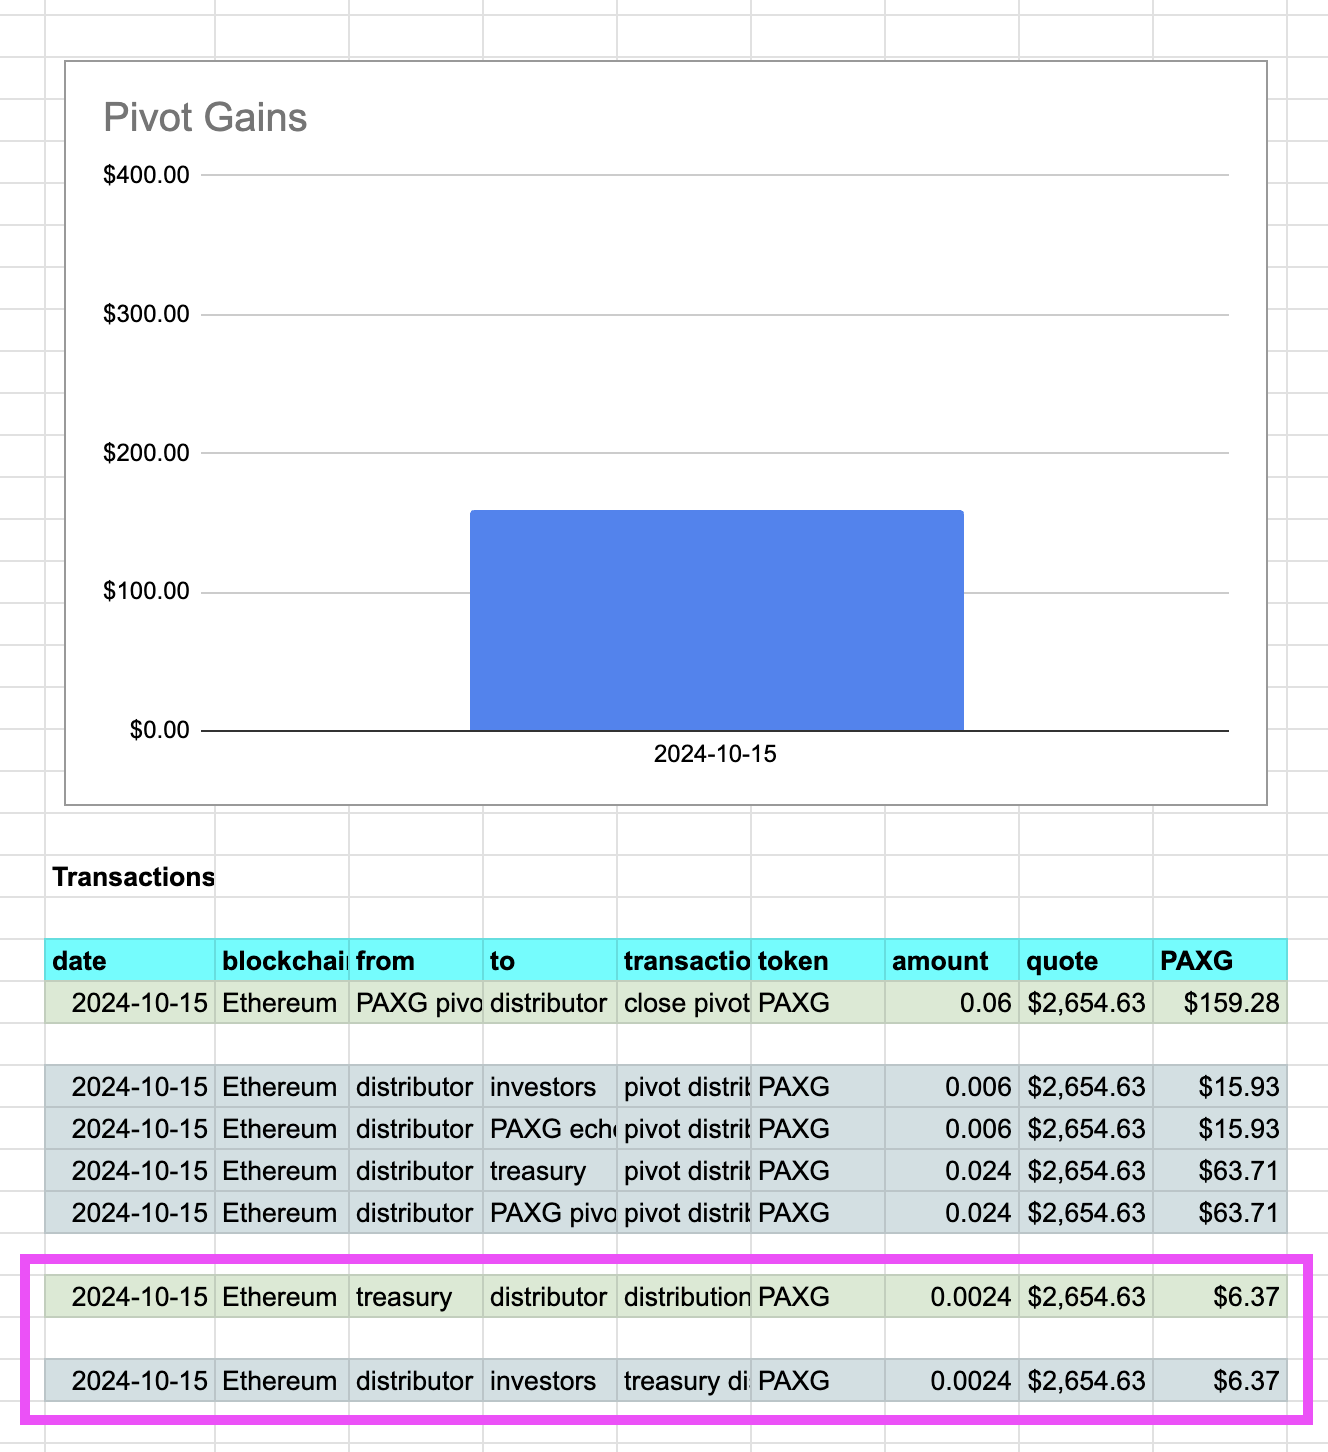 Pivot Gains
$400.00
$300.00
$200.00
$100.00
$0.00
2024-10-15
Transactions
date blockchai from to transactio token amount quote PAXG
2024-10-15 Ethereum PAXG pivo distributor close pivot PAXG 0.06 $2,654.63 $159.28
2024-10-15 Ethereum distributor investors pivot distrib PAXG 0.006 $2,654.63 $15.93
2024-10-15 Ethereum distributor PAXG ech pivot distrib PAXG 0.006 $2,654.63 $15.93
2024-10-15 Ethereum distributor treasury pivot distrib PAXG 0.024 $2,654.63 $63.71
2024-10-15 Ethereum distributor PAXG pivo pivot distrib PAXG 0.024 $2,654.63 $63.71
2024-10-15 Ethereum treasury distributor distribution PAXG 0.0024 $2,654.63 $6.37
2024-10-15 Ethereum distributor investors treasury di PAXG 0.0024 $2,654.63 $6.37